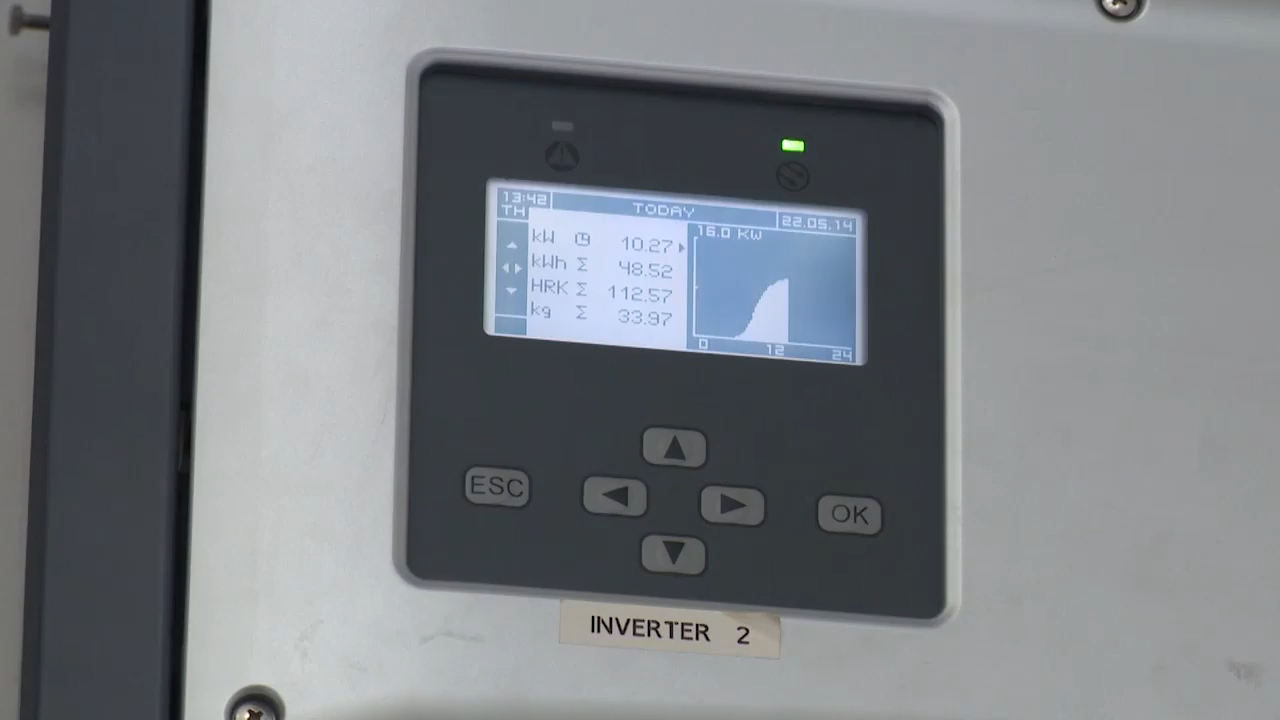 13:42
TH
TODAY
22.05.14
kW 10.27
kWh Σ 48.52
HRK Σ 112.57
kg Σ 33.97
16.0 KW
0 12 24
ESC
OK
INVERTER 2